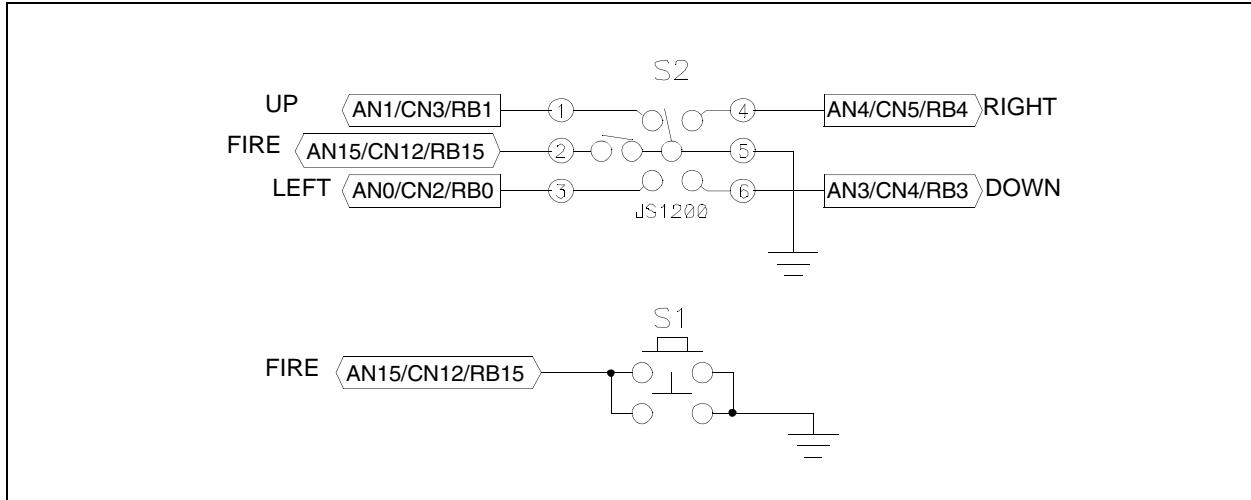 S2
UP AN1/CN3/RB1 1 4 AN4/CN5/RB4 RIGHT
FIRE AN15/CN12/RB15 2 5
LEFT AN0/CN2/RB0 3 6 AN3/CN4/RB3 DOWN
JS1200
S1
FIRE AN15/CN12/RB15